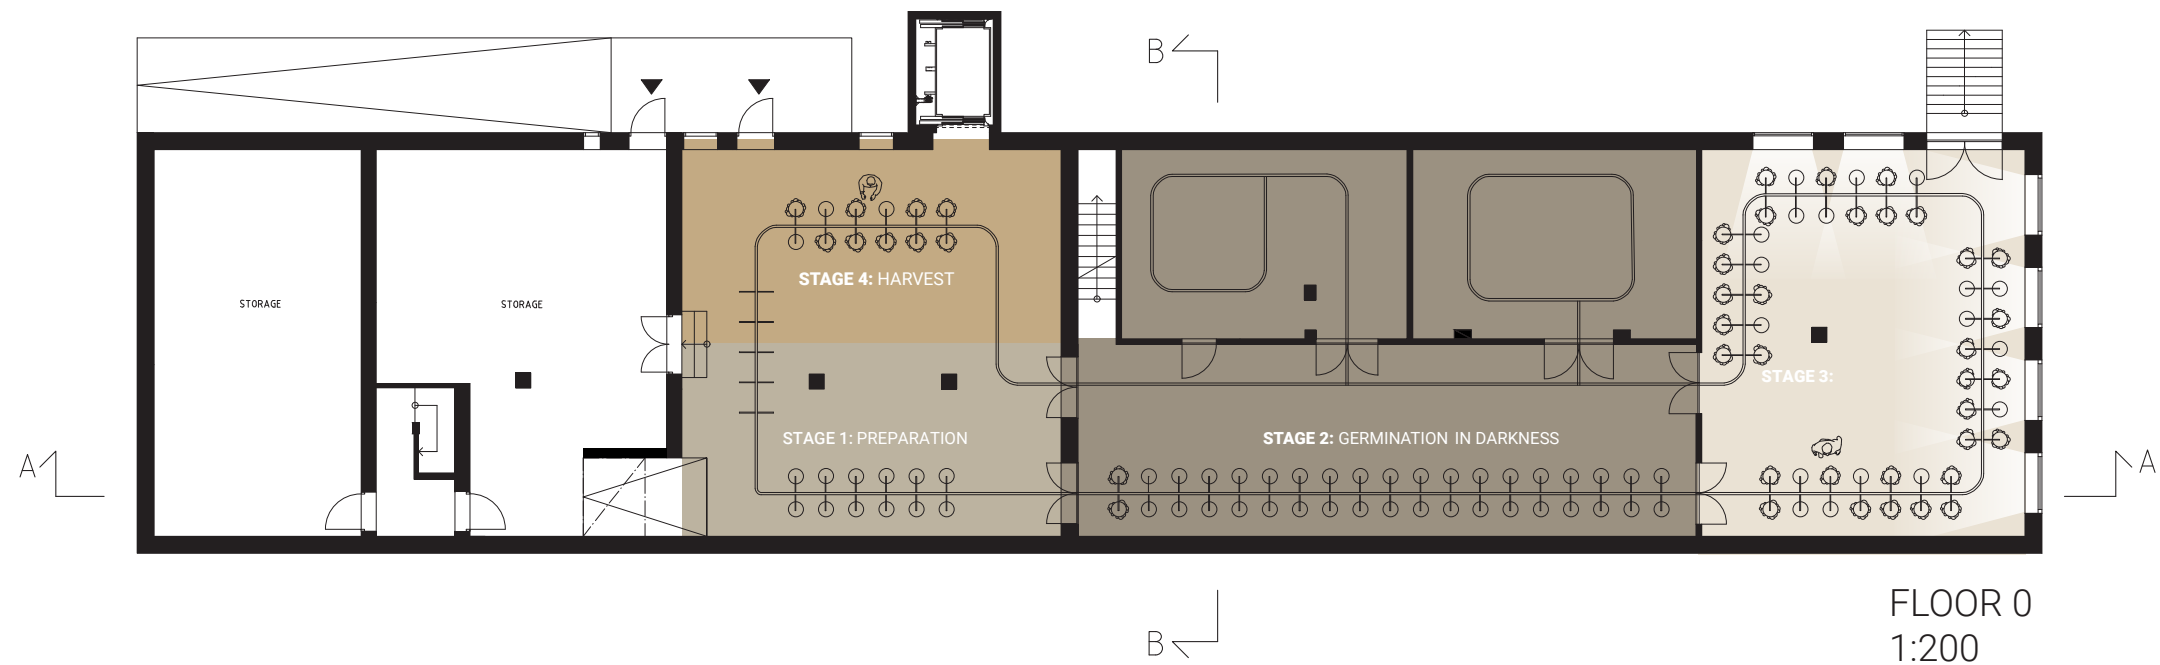 B
STAGE 4: HARVEST
STORAGE
STORAGE
STAGE 3:
STAGE 1: PREPARATION
STAGE 2: GERMINATION IN DARKNESS
A
A
FLOOR 0
B
1:200